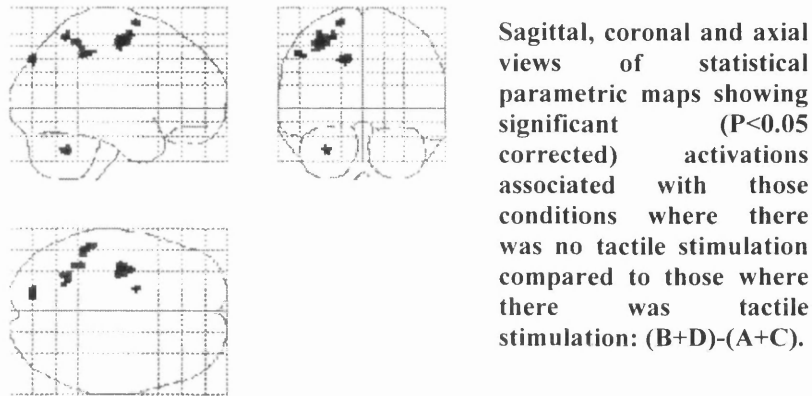 Sagittal, coronal and axial
views of statistical
parametric maps showing
significant (P<0.05
corrected) activations
associated with those
conditions where there
was no tactile stimulation
compared to those where
there was tactile
stimulation: (B+D)-(A+C).